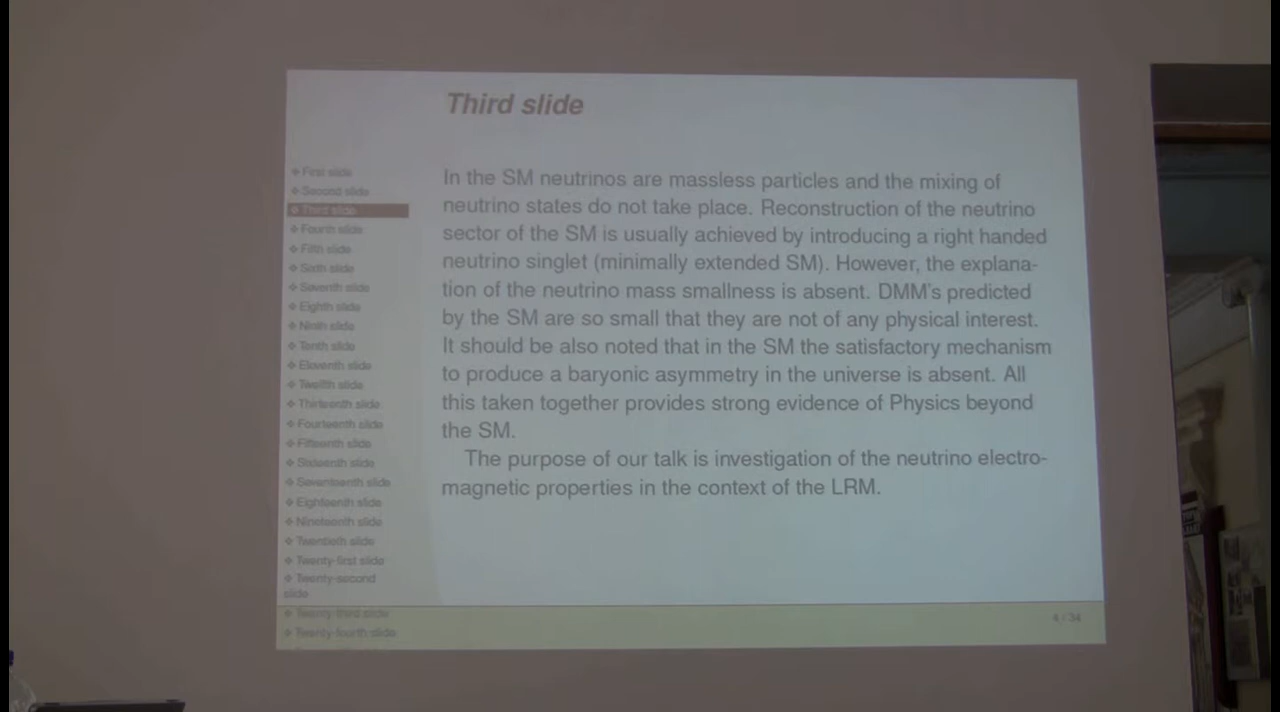 Third slide
❖ First slide
❖ Second slide
❖ Third slide
❖ Fourth slide
❖ Fifth slide
❖ Sixth slide
❖ Seventh slide
❖ Eighth slide
❖ Ninth slide
❖ Tenth slide
❖ Eleventh slide
❖ Twelfth slide
❖ Thirteenth slide
❖ Fourteenth slide
❖ Fifteenth slide
❖ Sixteenth slide
❖ Seventeenth slide
❖ Eighteenth slide
❖ Nineteenth slide
❖ Twentieth slide
❖ Twenty-first slide
❖ Twenty-second
slide
❖ Twenty-third slide
❖ Twenty-fourth slide
In the SM neutrinos are massless particles and the mixing of
neutrino states do not take place. Reconstruction of the neutrino
sector of the SM is usually achieved by introducing a right handed
neutrino singlet (minimally extended SM). However, the explana-
tion of the neutrino mass smallness is absent. DMM's predicted
by the SM are so small that they are not of any physical interest.
It should be also noted that in the SM the satisfactory mechanism
to produce a baryonic asymmetry in the universe is absent. All
this taken together provides strong evidence of Physics beyond
the SM.
The purpose of our talk is investigation of the neutrino electro-
magnetic properties in the context of the LRM.
4 / 34